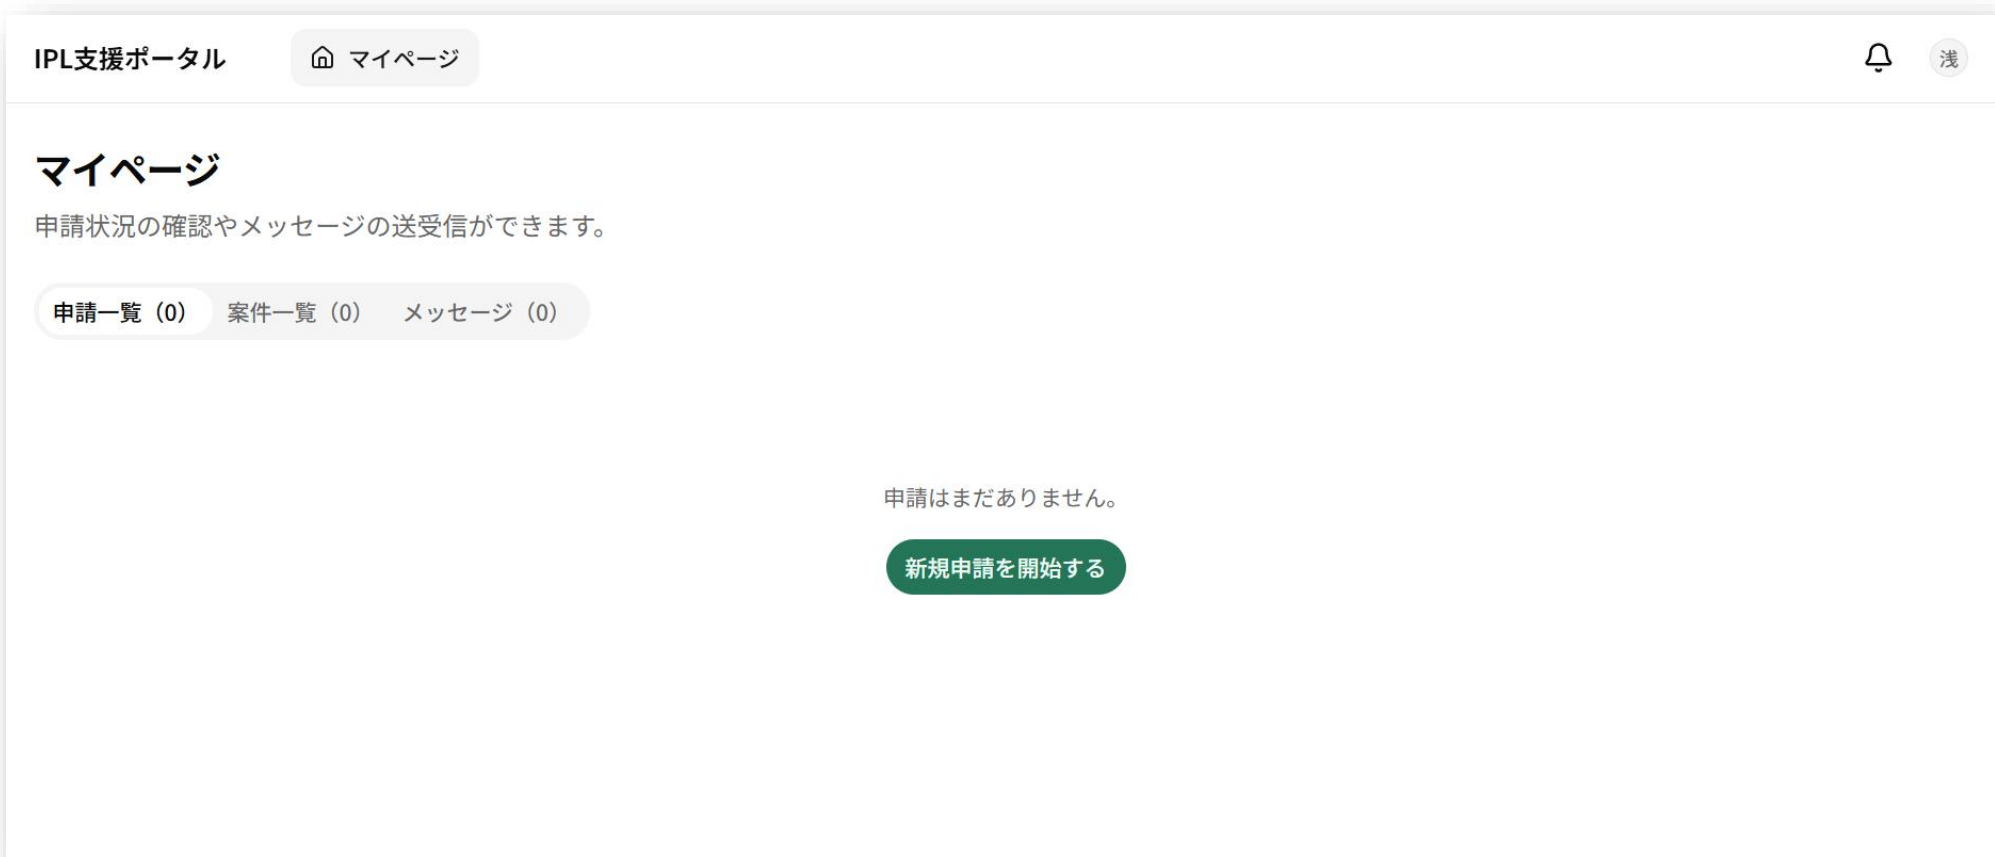 IPL支援ポータル
マイページ
浅
マイページ
申請状況の確認やメッセージの送受信ができます。
申請一覧（0） 案件一覧（0） メッセージ（0）
申請はまだありません。
新規申請を開始する